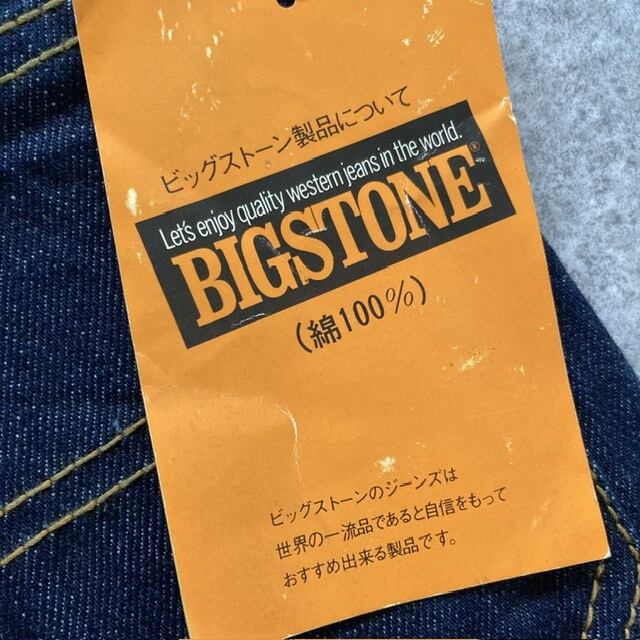 ビッグストーン製品について
Let's enjoy quality western jeans in the world.
BIGSTONE®
(綿100%)
ビッグストーンのジーンズは
世界の一流品であると自信をもって
おすすめ出来る製品です。